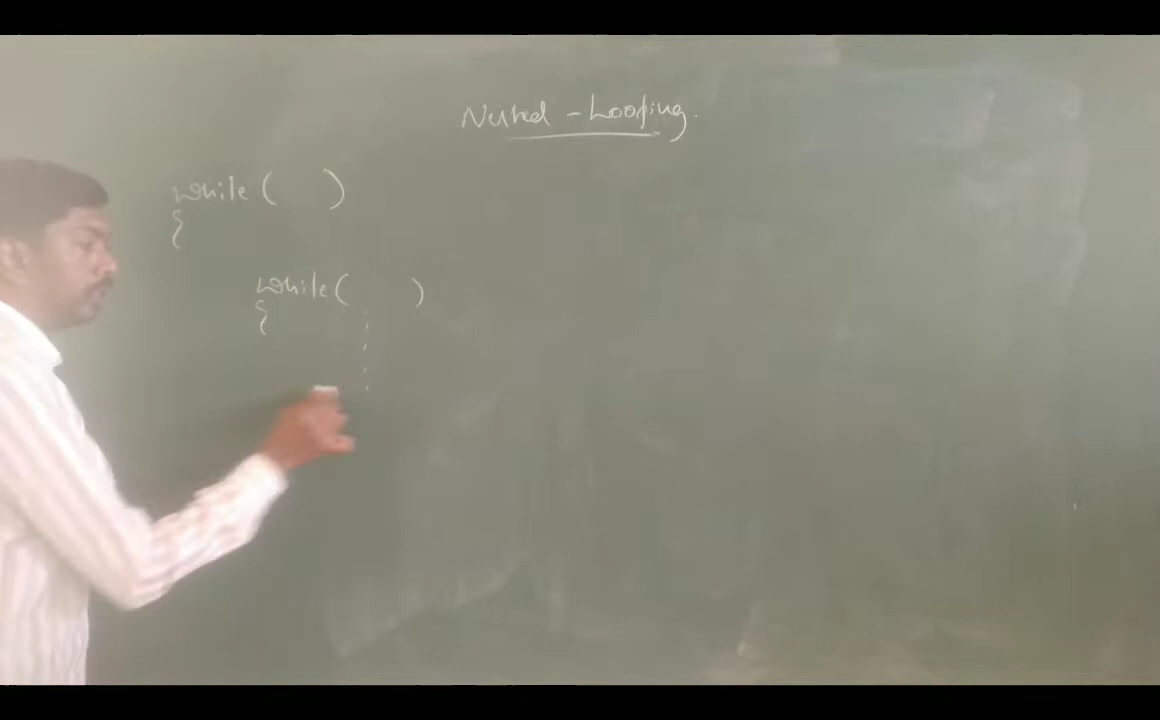 Nested - Looping.
while (    )
{
while (    )
{